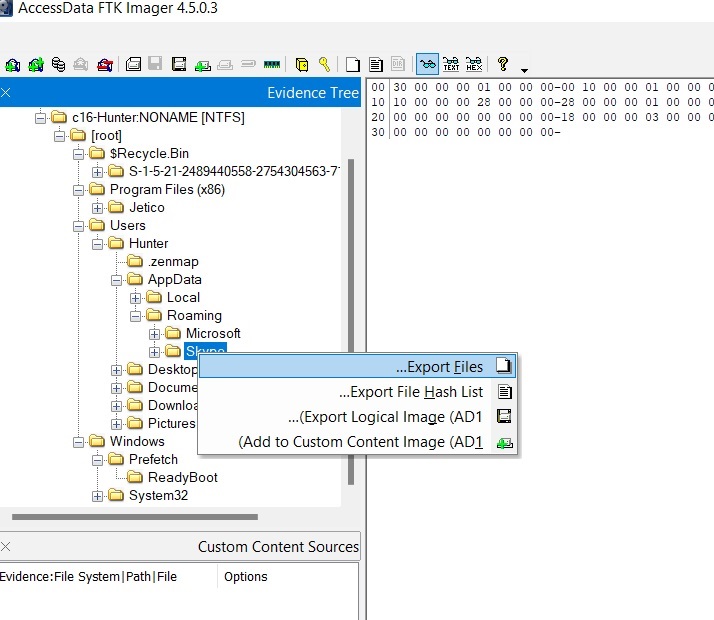 AccessData FTK Imager 4.5.0.3
TEXT HEX
Evidence Tree
c16-Hunter:NONAME [NTFS]
[root]
$Recycle.Bin
S-1-5-21-2489440558-2754304563-7
Program Files (x86)
Jetico
Users
Hunter
.zenmap
AppData
Local
Roaming
Microsoft
Skype
Desktop
Docume
Downloa
Pictures
Windows
Prefetch
ReadyBoot
System32
...Export Files
...Export File Hash List
...(Export Logical Image (AD1
(Add to Custom Content Image (AD1
Custom Content Sources
Evidence:File System|Path|File Options
00 30 00 00 00 01 00 00 00-00 10 00 00 01 00 00 0
10 10 00 00 00 28 00 00 00-28 00 00 00 01 00 00 0
20 00 00 00 00 00 00 00 00-18 00 00 00 03 00 00 0
30 00 00 00 00 00 00 00 00-